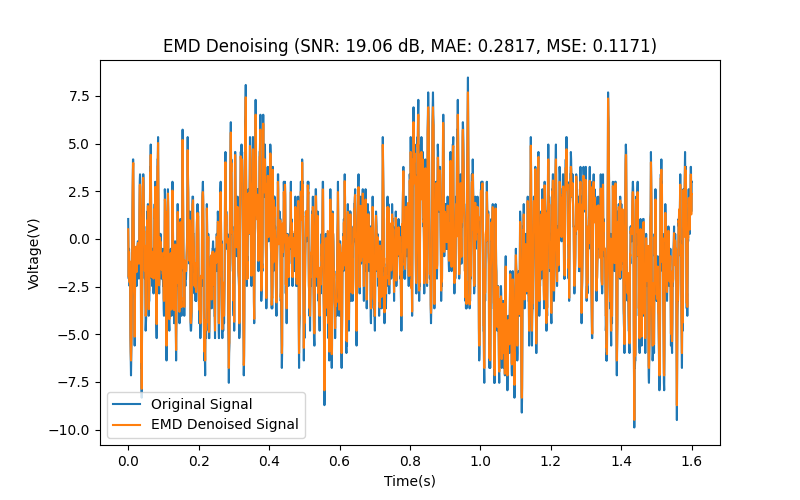 EMD Denoising (SNR: 19.06 dB, MAE: 0.2817, MSE: 0.1171)
Voltage(V)
7.5
5.0
2.5
0.0
−2.5
−5.0
−7.5
−10.0
Original Signal
EMD Denoised Signal
0.0 0.2 0.4 0.6 0.8 1.0 1.2 1.4 1.6
Time(s)